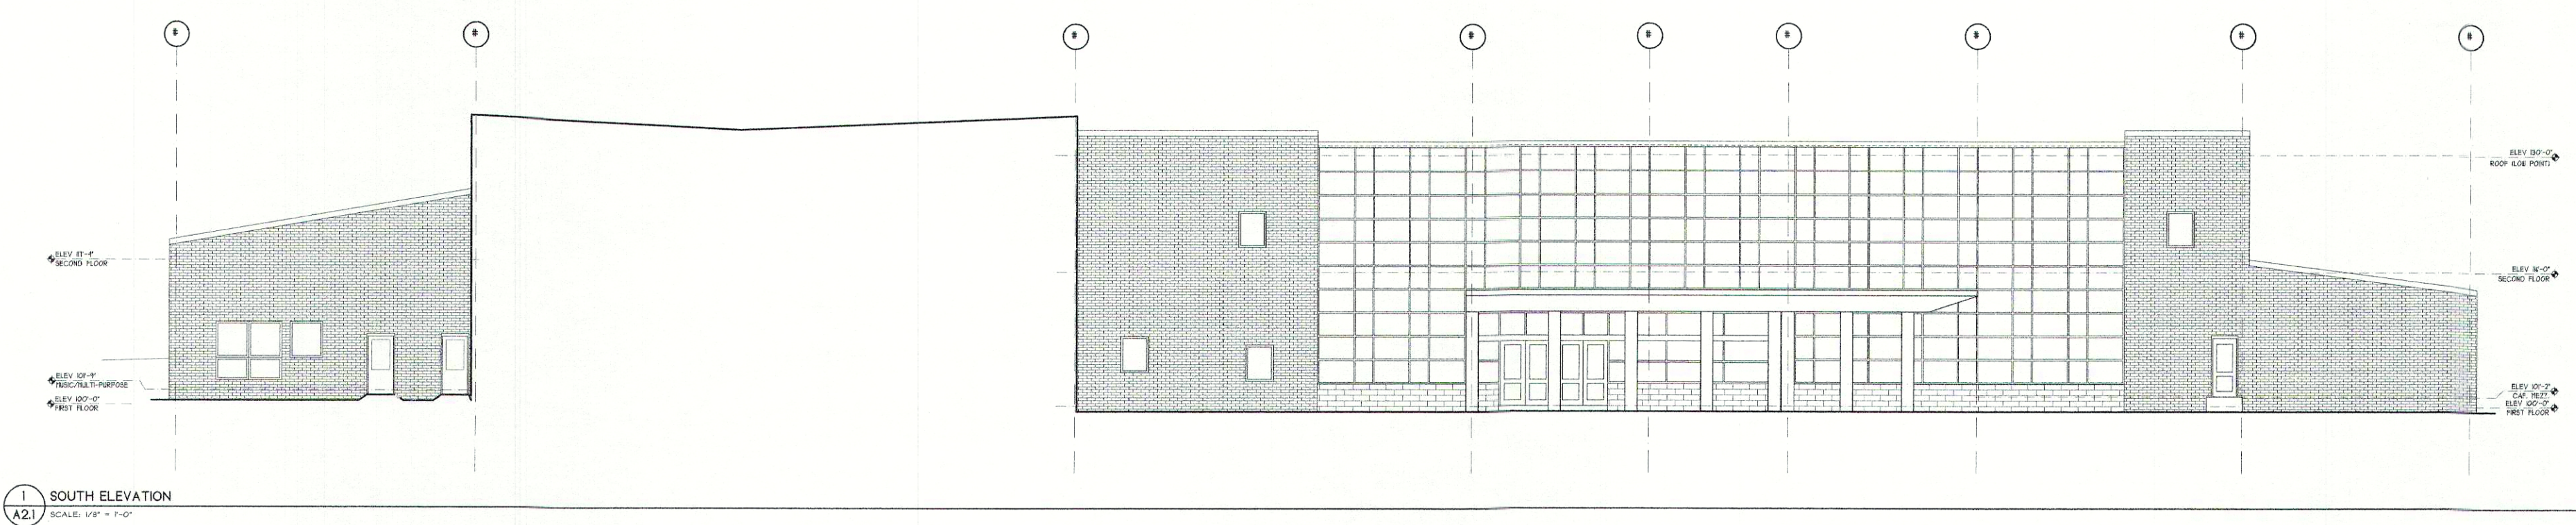 # # # # # # # # #
ELEV 130'-0"
ROOF (LOW POINT)
ELEV 117'-4"
SECOND FLOOR
ELEV 116'-0"
SECOND FLOOR
ELEV 101'-9"
MUSIC/MULTI-PURPOSE
ELEV 100'-0"
FIRST FLOOR
ELEV 101'-2"
CAF. MEZZ
ELEV 100'-0"
FIRST FLOOR
1
A2.1
SOUTH ELEVATION
SCALE: 1/8" = 1'-0"